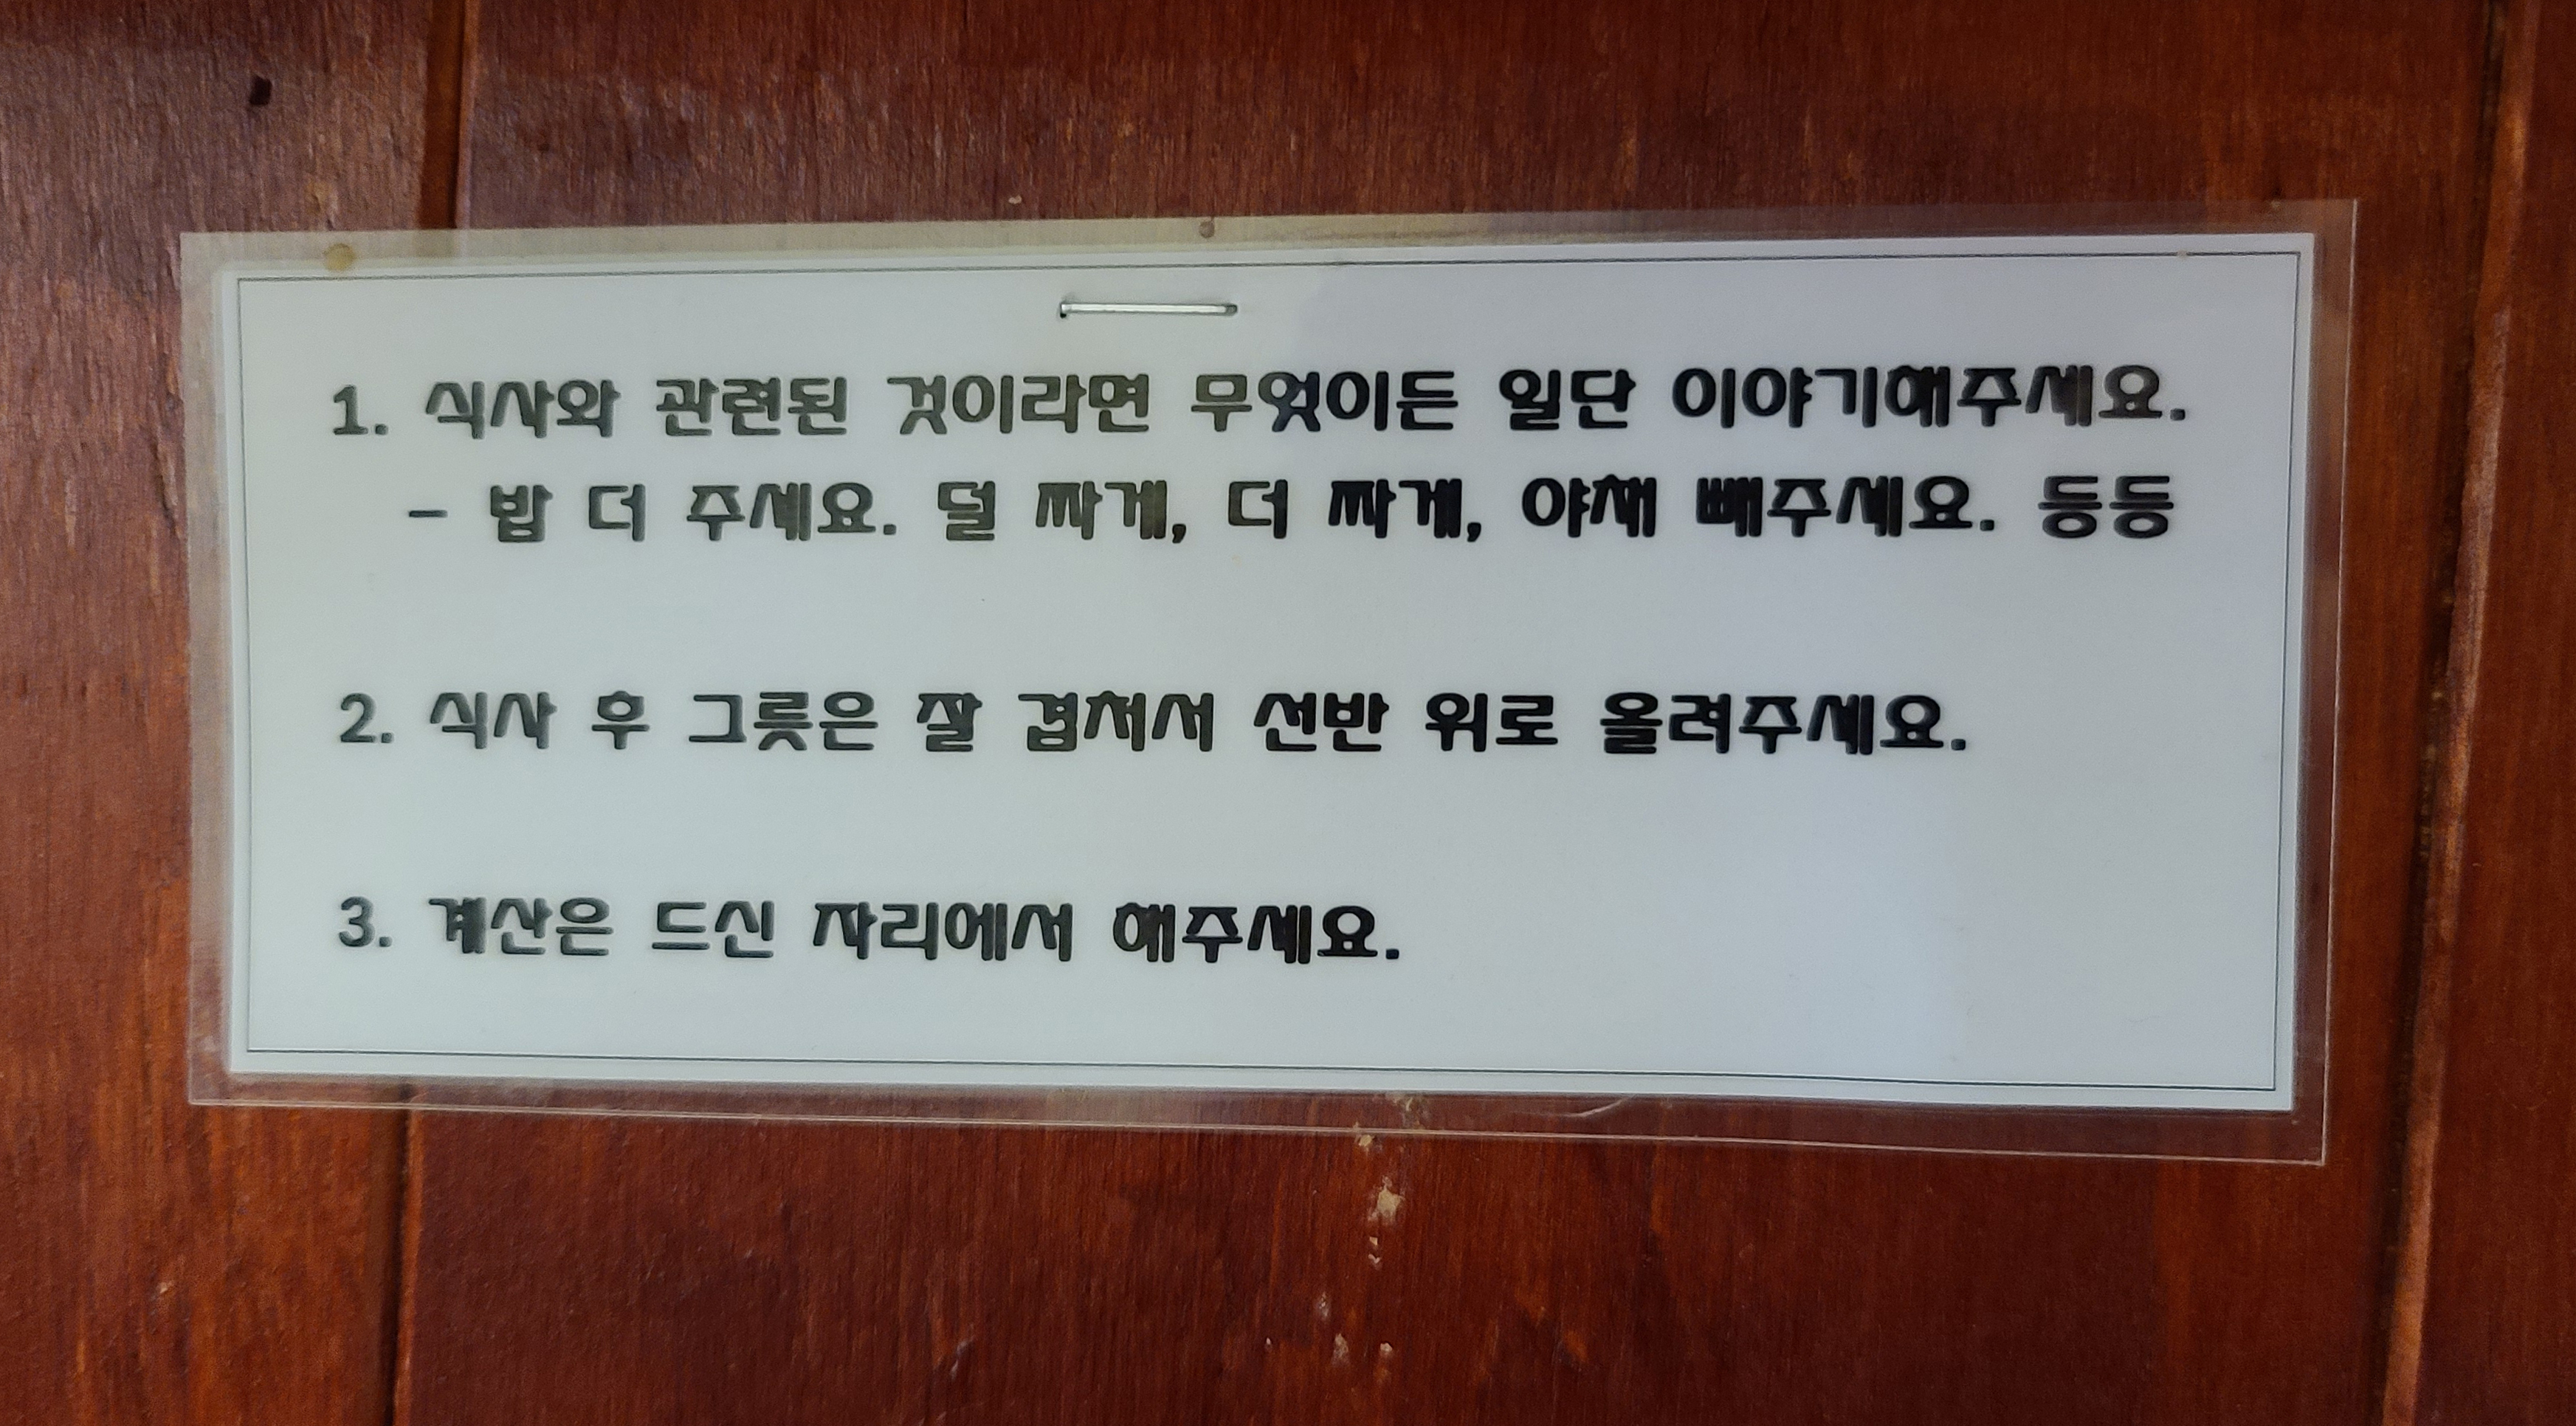 1. 식사와 관련된 것이라면 무엇이든 일단 이야기해주세요.
- 밥 더 주세요. 덜 짜게, 더 짜게, 야채 빼주세요. 등등
2. 식사 후 그릇은 잘 겹쳐서 선반 위로 올려주세요.
3. 계산은 드신 자리에서 해주세요.